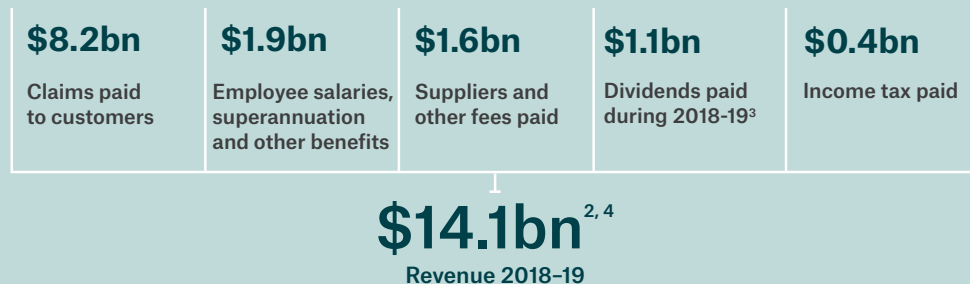 $8.2bn
Claims paid
to customers
$1.9bn
Employee salaries,
superannuation
and other benefits
$1.6bn
Suppliers and
other fees paid
$1.1bn
Dividends paid
during 2018-19³
$0.4bn
Income tax paid
$14.1bn²,⁴
Revenue 2018–19